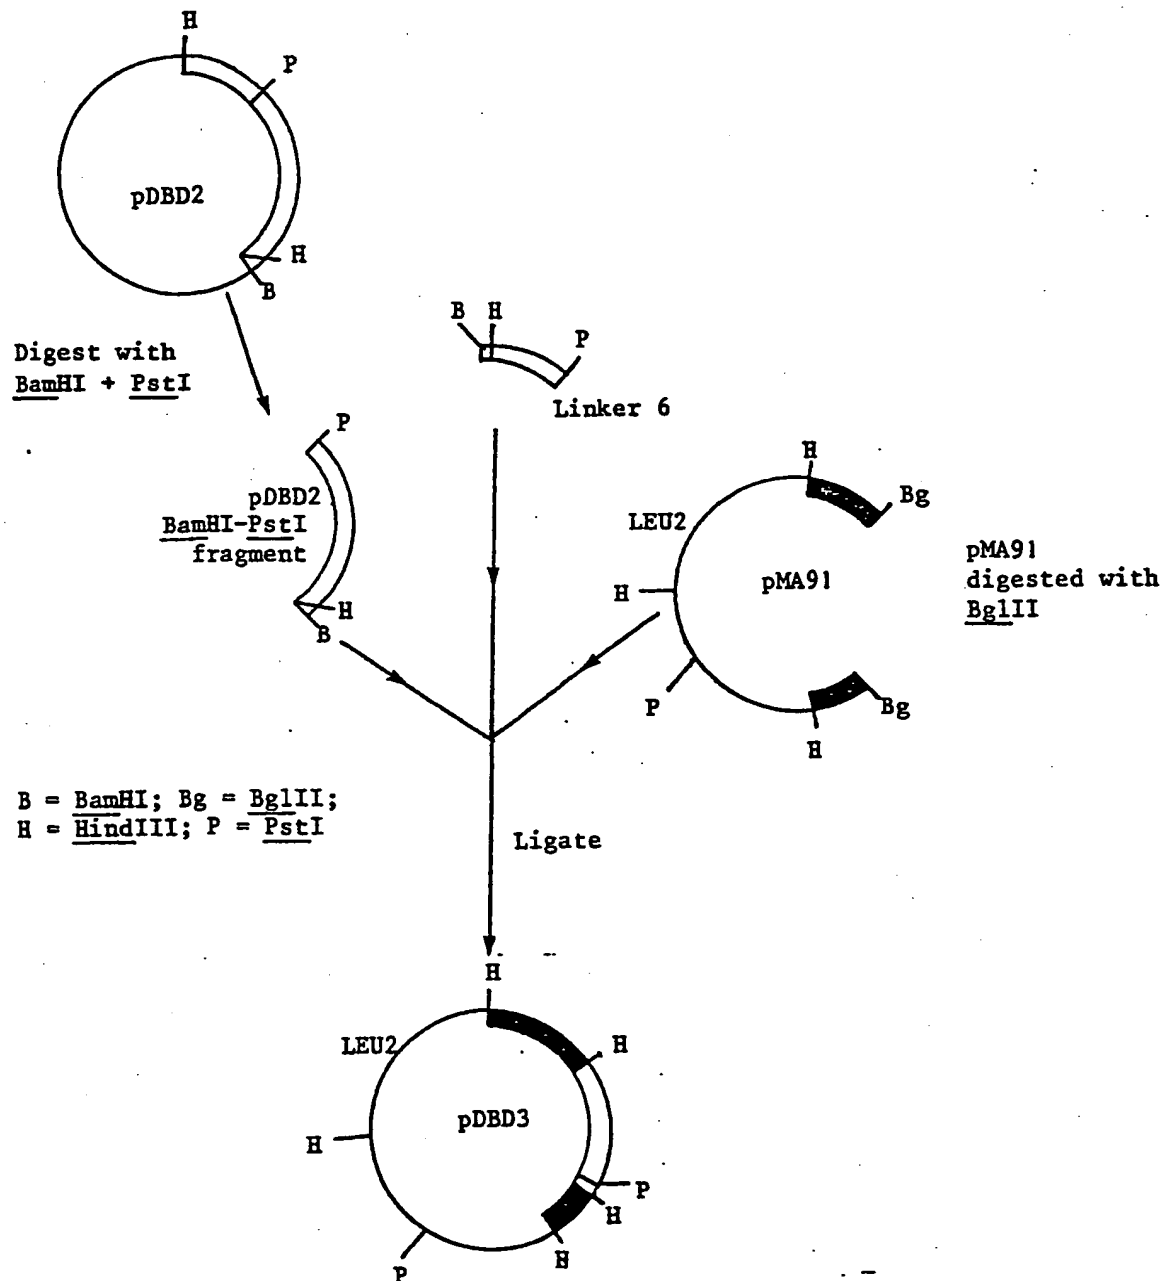 H
P
pDBD2
H
B
Digest with
BamHI + PstI
B H
P
Linker 6
P
pDBD2
BamHI-PstI
fragment
H
B
H
Bg
LEU2
pMA91
H
pMA91
digested with
BglII
P
Bg
H
B = BamHI; Bg = BglII;
H = HindIII; P = PstI
Ligate
H
LEU2
H
pDBD3
H
P
H
H
P